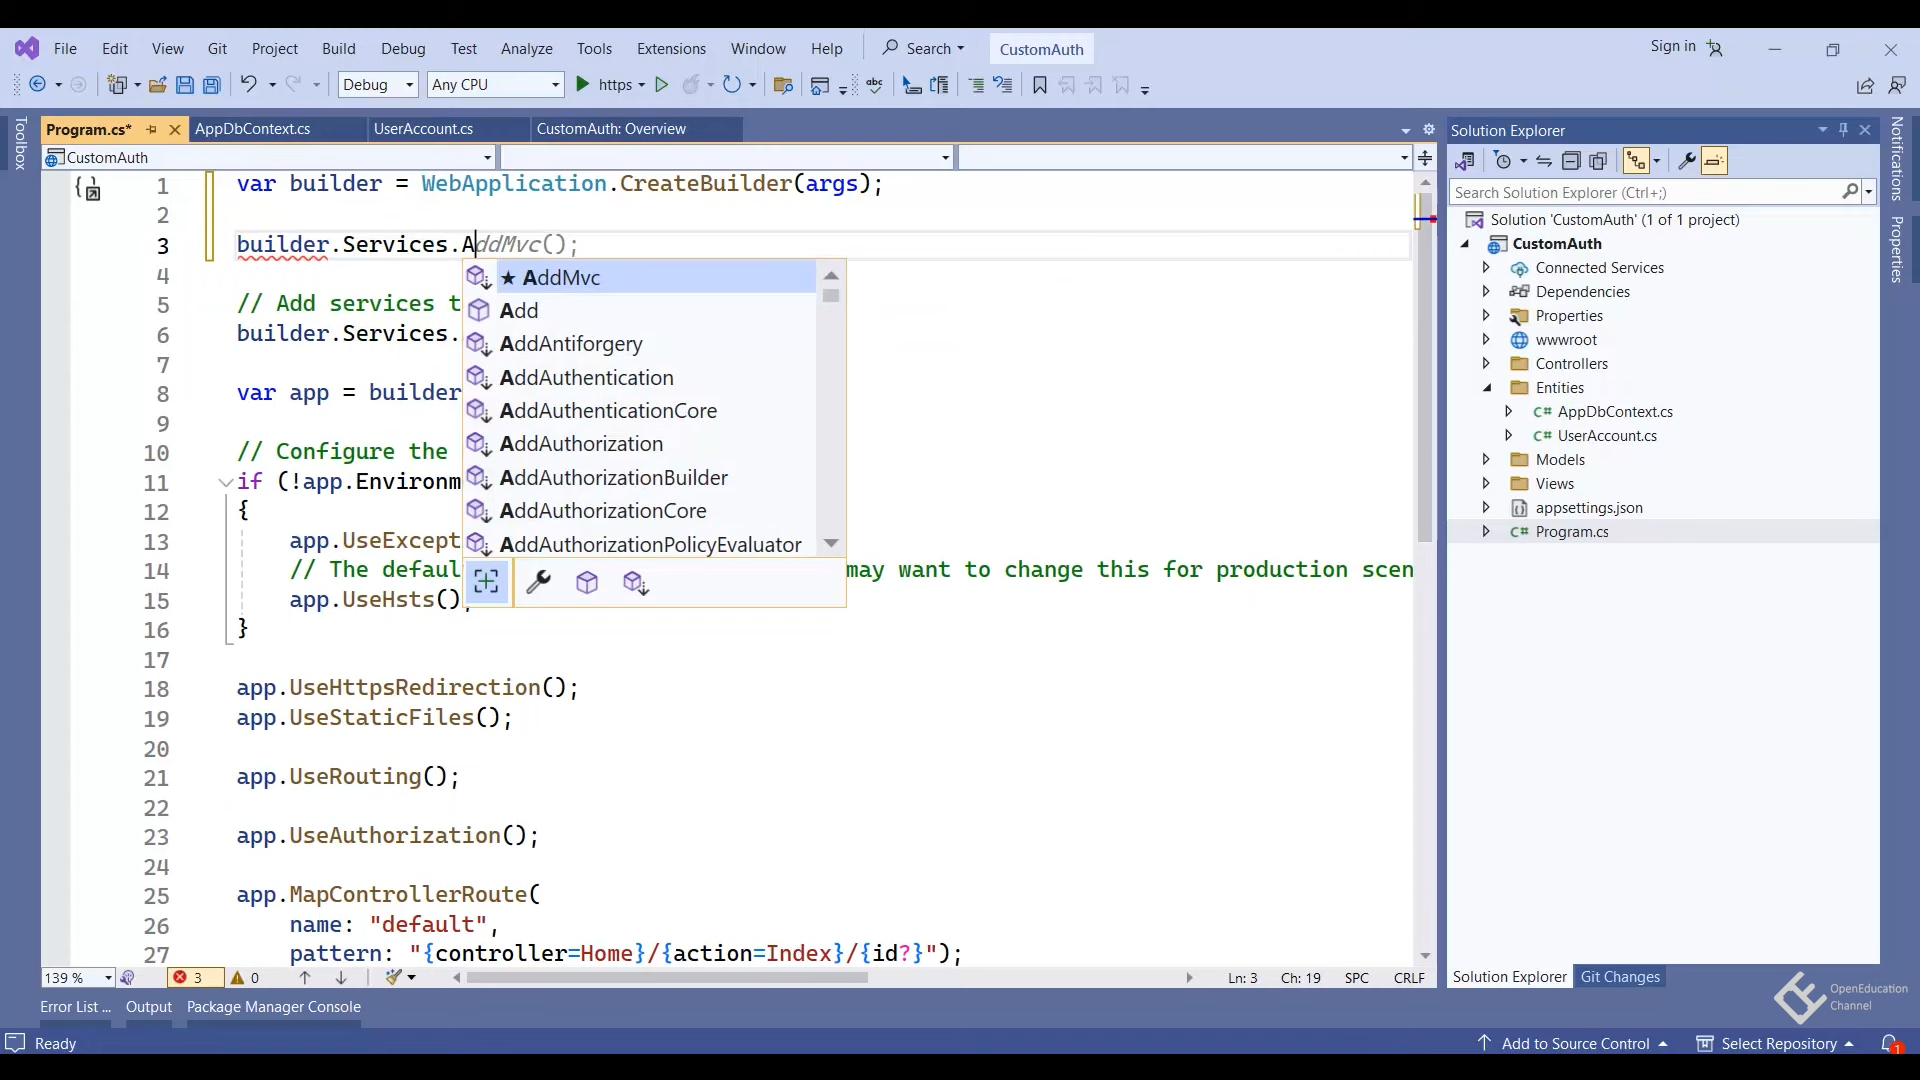 File Edit View Git Project Build Debug Test Analyze Tools Extensions Window Help Search CustomAuth Sign in
Debug Any CPU https
Toolbox
Program.cs* AppDbContext.cs UserAccount.cs CustomAuth: Overview
CustomAuth
1 var builder = WebApplication.CreateBuilder(args);
2
3 builder.Services.AddMvc();
4
5 // Add services t
6 builder.Services.
7
8 var app = builder
9
10 // Configure the
11 if (!app.Environm
12 {
13 app.UseExcept
14 // The defaul may want to change this for production scen
15 app.UseHsts();
16 }
17
18 app.UseHttpsRedirection();
19 app.UseStaticFiles();
20
21 app.UseRouting();
22
23 app.UseAuthorization();
24
25 app.MapControllerRoute(
26 name: "default",
27 pattern: "{controller=Home}/{action=Index}/{id?}");
★ AddMvc
Add
AddAntiforgery
AddAuthentication
AddAuthenticationCore
AddAuthorization
AddAuthorizationBuilder
AddAuthorizationCore
AddAuthorizationPolicyEvaluator
139 % 3 0 Ln: 3 Ch: 19 SPC CRLF
Error List ... Output Package Manager Console
Solution Explorer
Search Solution Explorer (Ctrl+;)
Solution 'CustomAuth' (1 of 1 project)
CustomAuth
Connected Services
Dependencies
Properties
wwwroot
Controllers
Entities
C# AppDbContext.cs
C# UserAccount.cs
Models
Views
appsettings.json
C# Program.cs
Solution Explorer Git Changes
Notifications
Properties
OpenEducation
Channel
Ready Add to Source Control Select Repository 1